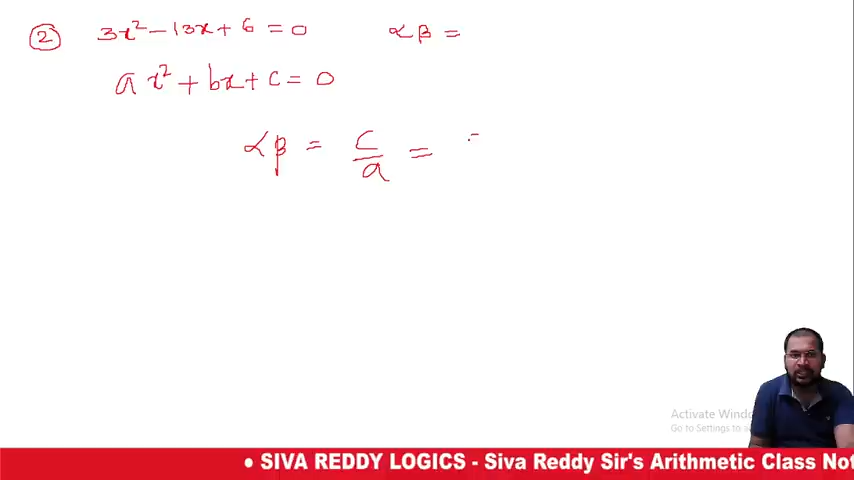 ② 3x² - 13x + 6 = 0 αβ =
ax² + bx + c = 0
αβ = c/a =
Activate Windo
Go to Settings to a
• SIVA REDDY LOGICS - Siva Reddy Sir's Arithmetic Class Not